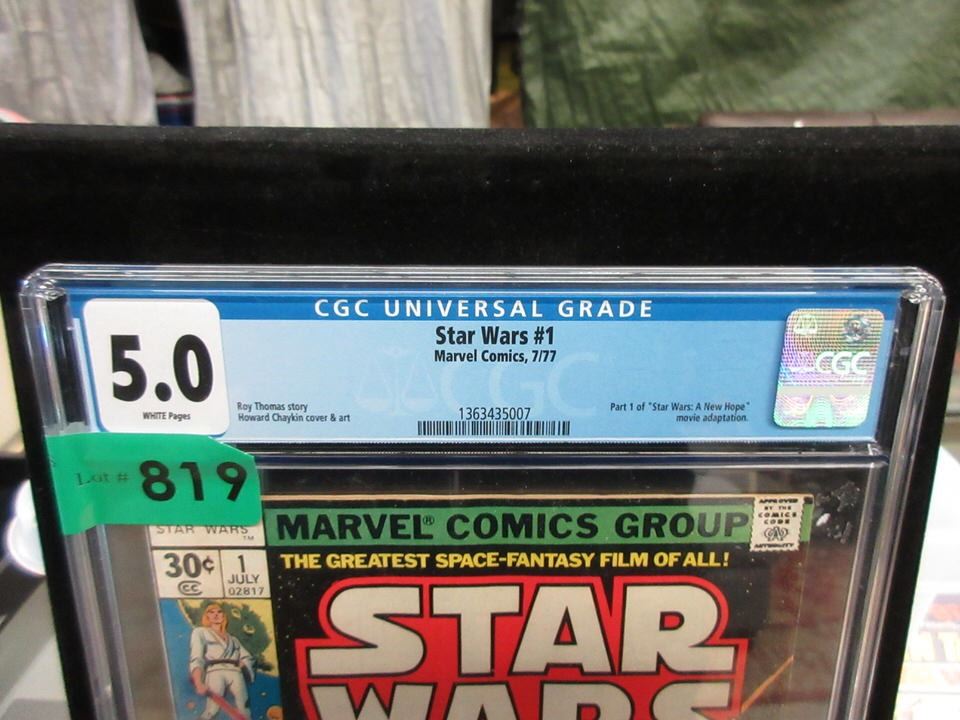 CGC UNIVERSAL GRADE
5.0
WHITE Pages
Star Wars #1
Marvel Comics, 7/77
Roy Thomas story
Howard Chaykin cover & art
1363435007
Part 1 of "Star Wars: A New Hope"
movie adaptation.
CGC
CGC
Lot # 819
STAR WARS™
MARVEL® COMICS GROUP
APPROVED
BY THE
COMICS
CODE
AUTHORITY
30¢
CC
1
JULY
02817
THE GREATEST SPACE-FANTASY FILM OF ALL!
STAR
WARS